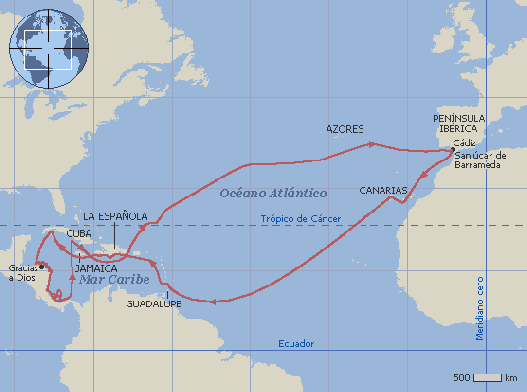 AZORES
PENÍNSULA
IBÉRICA
Cádiz
Sanlúcar de
Barrameda
Océano Atlántico
CANARIAS
LA ESPAÑOLA
Trópico de Cárcer
CUBA
Gracias
a Dios
JAMAICA
Mar Caribe
GUADALUPE
Meridiano cero
Ecuador
500 km